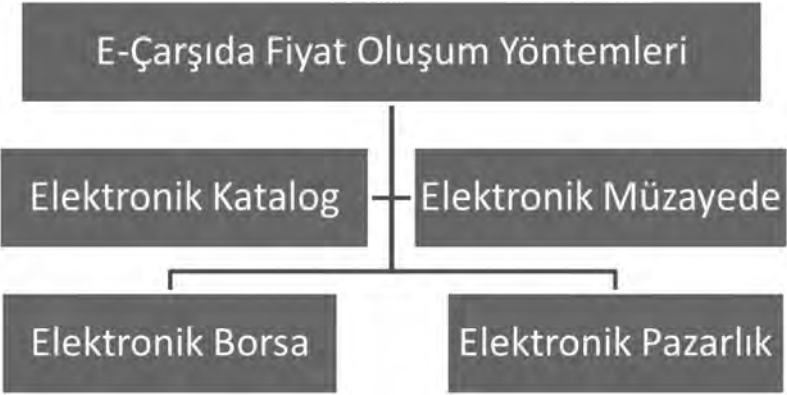 E-Çarşıda Fiyat Oluşum Yöntemleri
Elektronik Katalog
Elektronik Müzayede
Elektronik Borsa
Elektronik Pazarlık